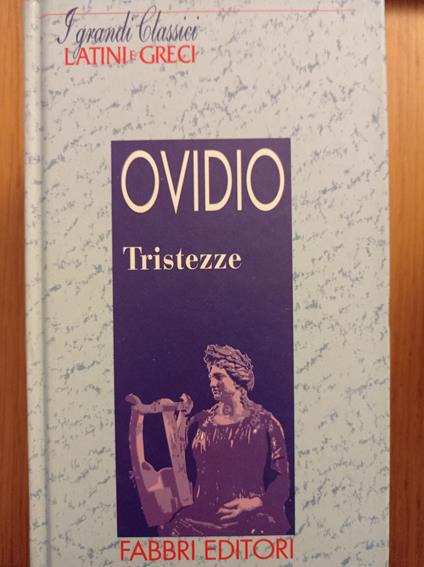 I grandi Classici
LATINI E GRECI
OVIDIO
Tristezze
FABBRI EDITORI